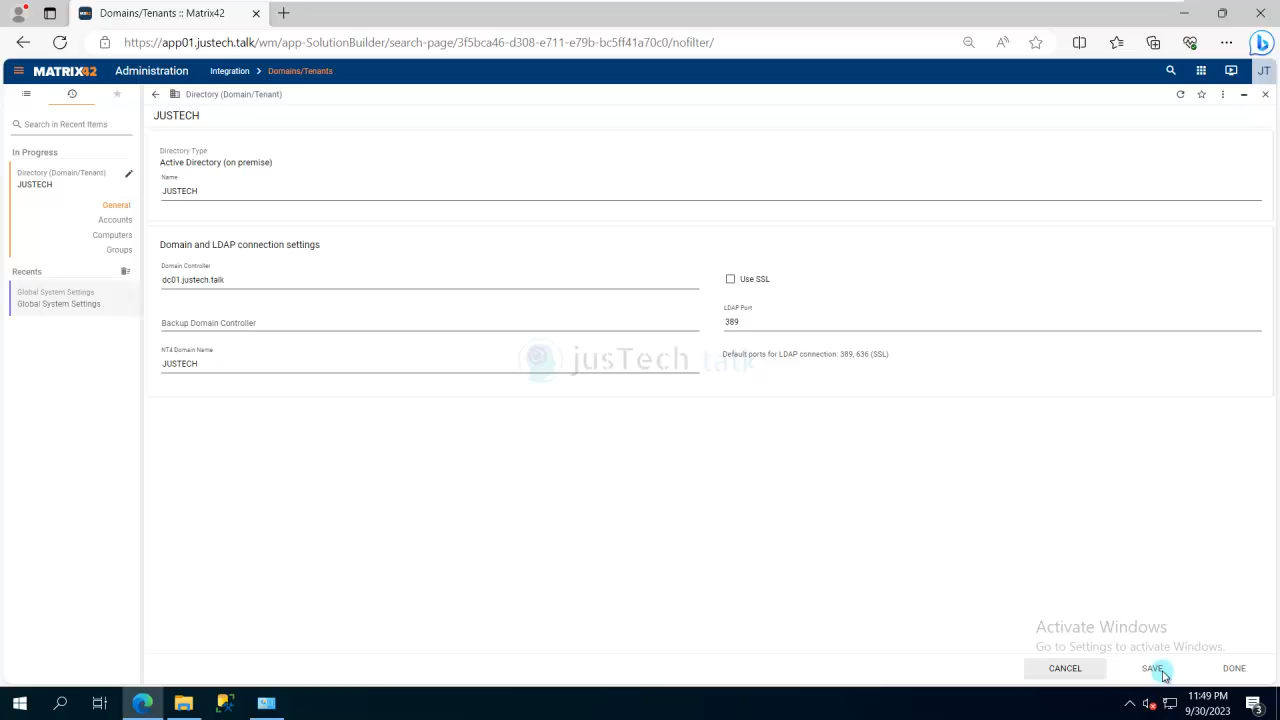 Active Directory Domains Matrix42
https://app01.justech.talk/wm/app-SolutionBuilder/search-page/3f5bca46-d308-e711-e79b-bc5ff41a70c0/nofilter/
MATRIX42 Administration Integration > Domains/Tenants JT
Directory (Domain/Tenant)
JUSTECH
Search in Recent Items
In Progress
Directory (Domain/Tenant)
JUSTECH
General
Accounts
Computers
Groups
Recents
Global System Settings
Global System Settings
Directory Type
Active Directory (on premise)
Name
JUSTECH
Domain and LDAP connection settings
Domain Controller
dc01.justech.talk
Use SSL
LDAP Port
389
Backup Domain Controller
NT4 Domain Name
JUSTECH
Default ports for LDAP connection: 389, 636 (SSL)
jusTech talk
Activate Windows
Go to Settings to activate Windows.
CANCEL SAVE DONE
11:49 PM
9/30/2023
3